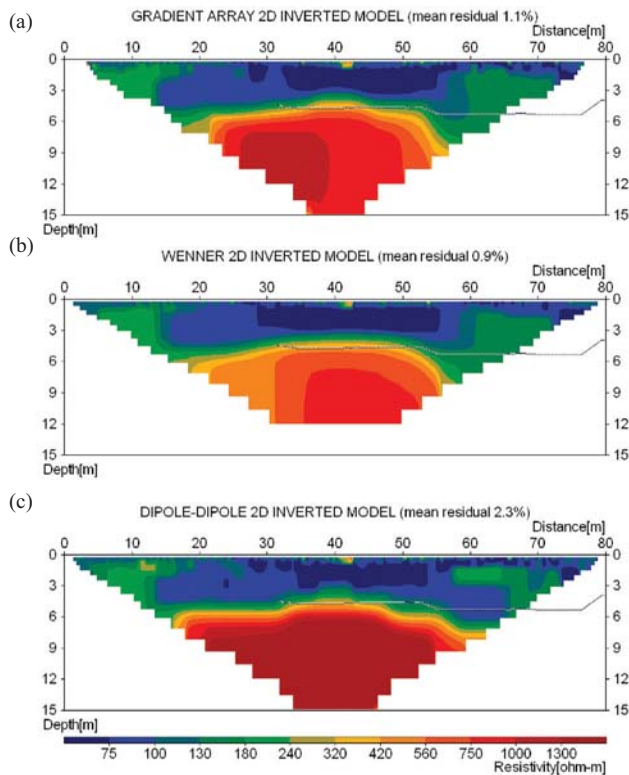 (a)
GRADIENT ARRAY 2D INVERTED MODEL (mean residual 1.1%)
Distance[m]
0 10 20 30 40 50 60 70 80
0 0
3 3
6 6
9 9
12 12
15 15
Depth[m]
(b)
WENNER 2D INVERTED MODEL (mean residual 0.9%)
Distance[m]
0 10 20 30 40 50 60 70 80
0 0
3 3
6 6
9 9
12 12
15 15
Depth[m]
(c)
DIPOLE-DIPOLE 2D INVERTED MODEL (mean residual 2.3%)
Distance[m]
0 10 20 30 40 50 60 70 80
0 0
3 3
6 6
9 9
12 12
15 15
Depth[m]
75 100 130 180 240 320 420 560 750 1000 1300
Resistivity[ohm-m]